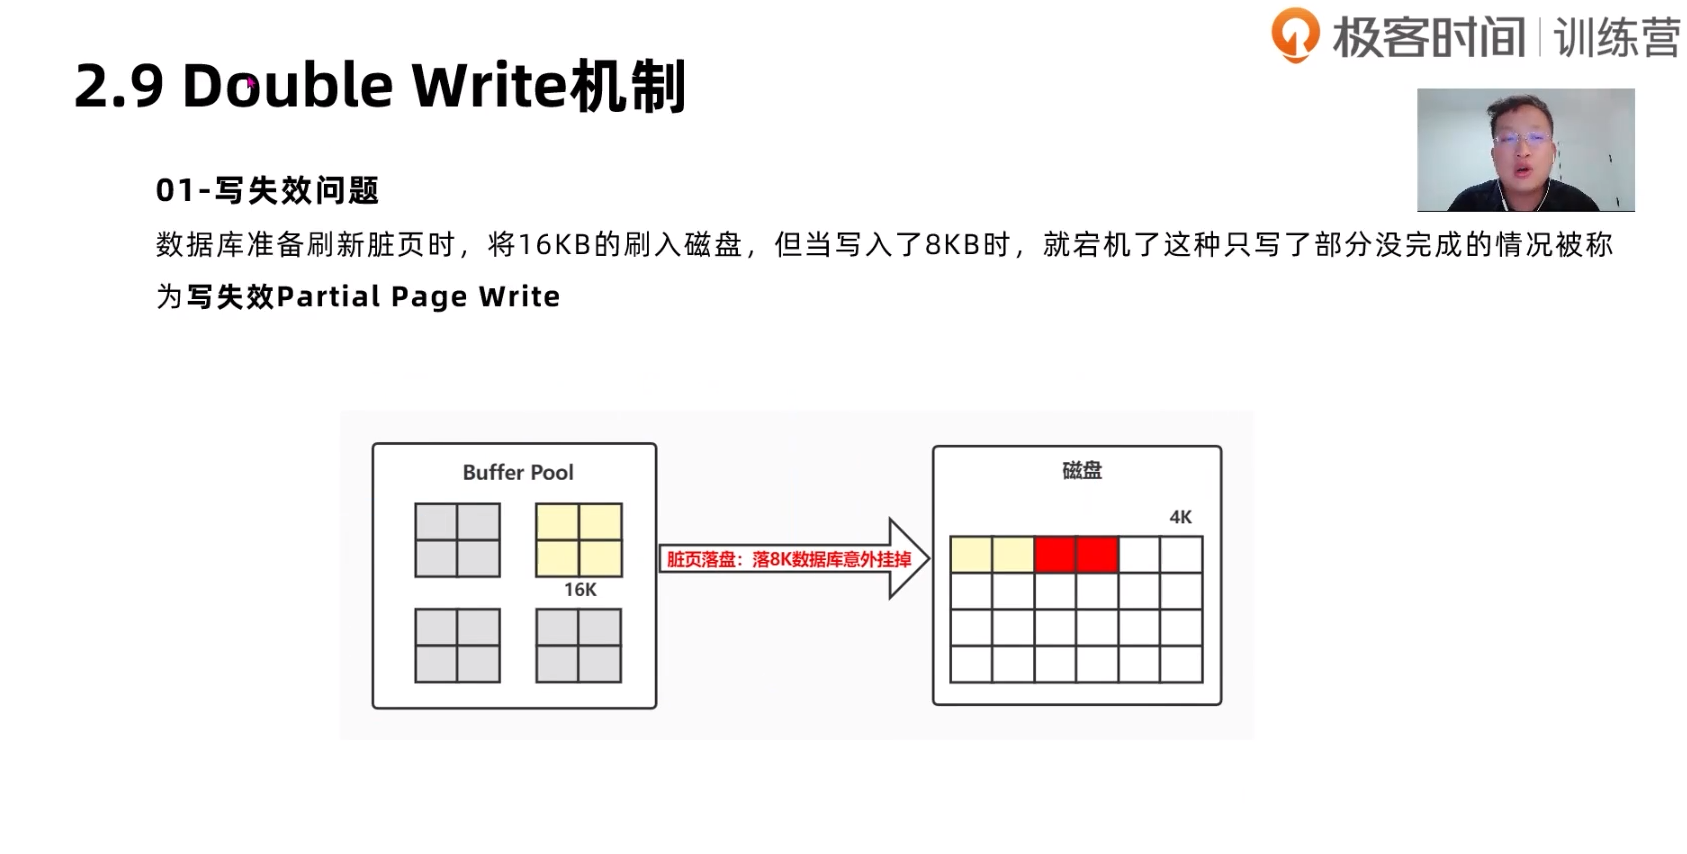 极客时间 | 训练营
2.9 Double Write机制
01-写失效问题
数据库准备刷新脏页时，将16KB的刷入磁盘，但当写入了8KB时，就宕机了这种只写了部分没完成的情况被称
为写失效Partial Page Write
Buffer Pool
16K
脏页落盘：落8K数据库意外挂掉
磁盘
4K